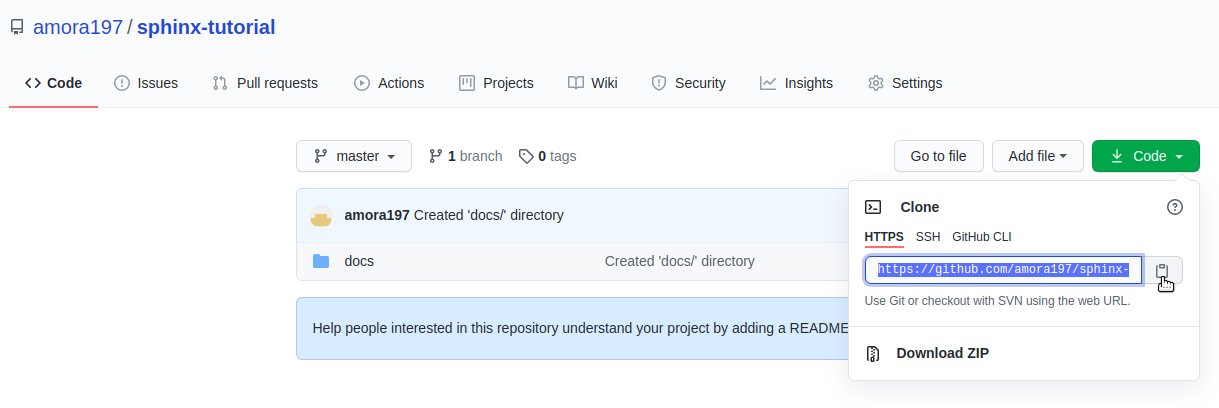 amora197 / sphinx-tutorial
Code Issues Pull requests Actions Projects Wiki Security Insights Settings
master 1 branch 0 tags Go to file Add file Code
amora197 Created 'docs/' directory
docs Created 'docs/' directory
Help people interested in this repository understand your project by adding a README
Clone
HTTPS SSH GitHub CLI
https://github.com/amora197/sphinx-
Use Git or checkout with SVN using the web URL.
Download ZIP